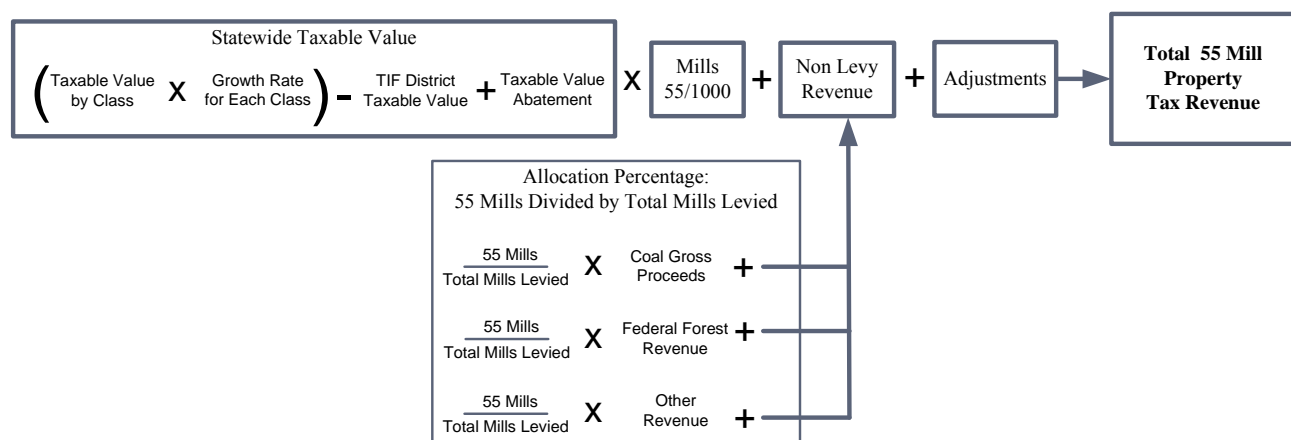 Statewide Taxable Value
( Taxable Value
by Class
X
Growth Rate
for Each Class
) -
TIF District
Taxable Value
+
Taxable Value
Abatement
X
Mills
55/1000
+
Non Levy
Revenue
+
Adjustments
Total 55 Mill
Property
Tax Revenue
Allocation Percentage:
55 Mills Divided by Total Mills Levied
55 Mills
Total Mills Levied
X
Coal Gross
Proceeds
+
55 Mills
Total Mills Levied
X
Federal Forest
Revenue
+
55 Mills
Total Mills Levied
X
Other
Revenue
+